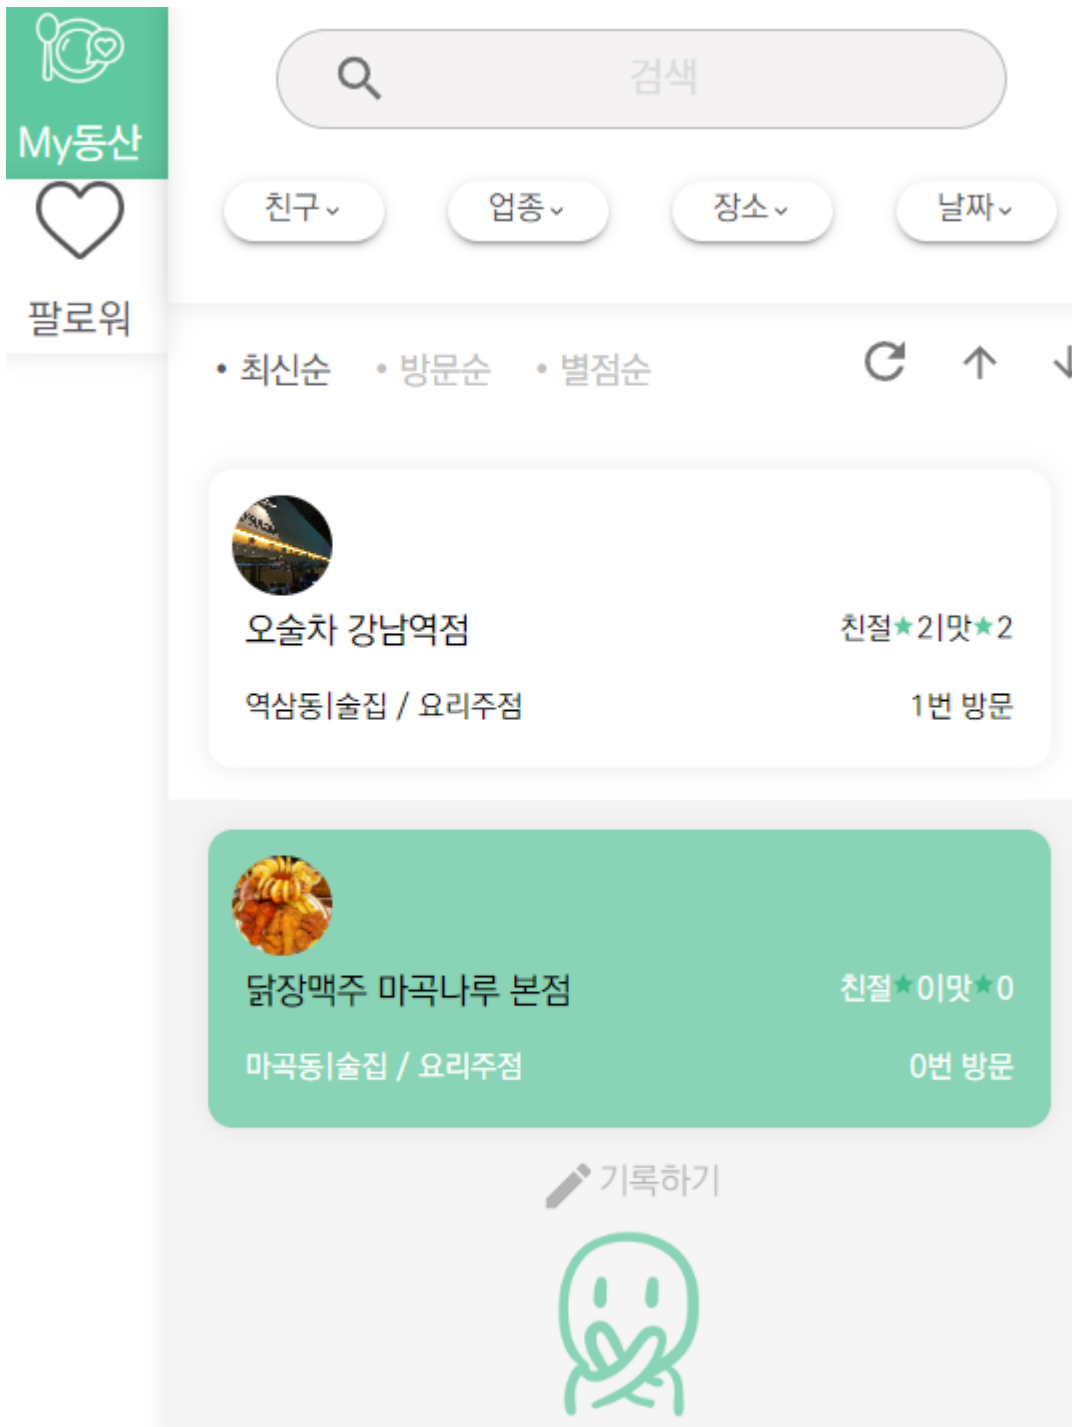 검색
My동산
친구
업종
장소
날짜
팔로워
• 최신순 • 방문순 • 별점순
오술차 강남역점
친절★2|맛★2
역삼동|술집 / 요리주점
1번 방문
닭장맥주 마곡나루 본점
친절★0|맛★0
마곡동|술집 / 요리주점
0번 방문
기록하기